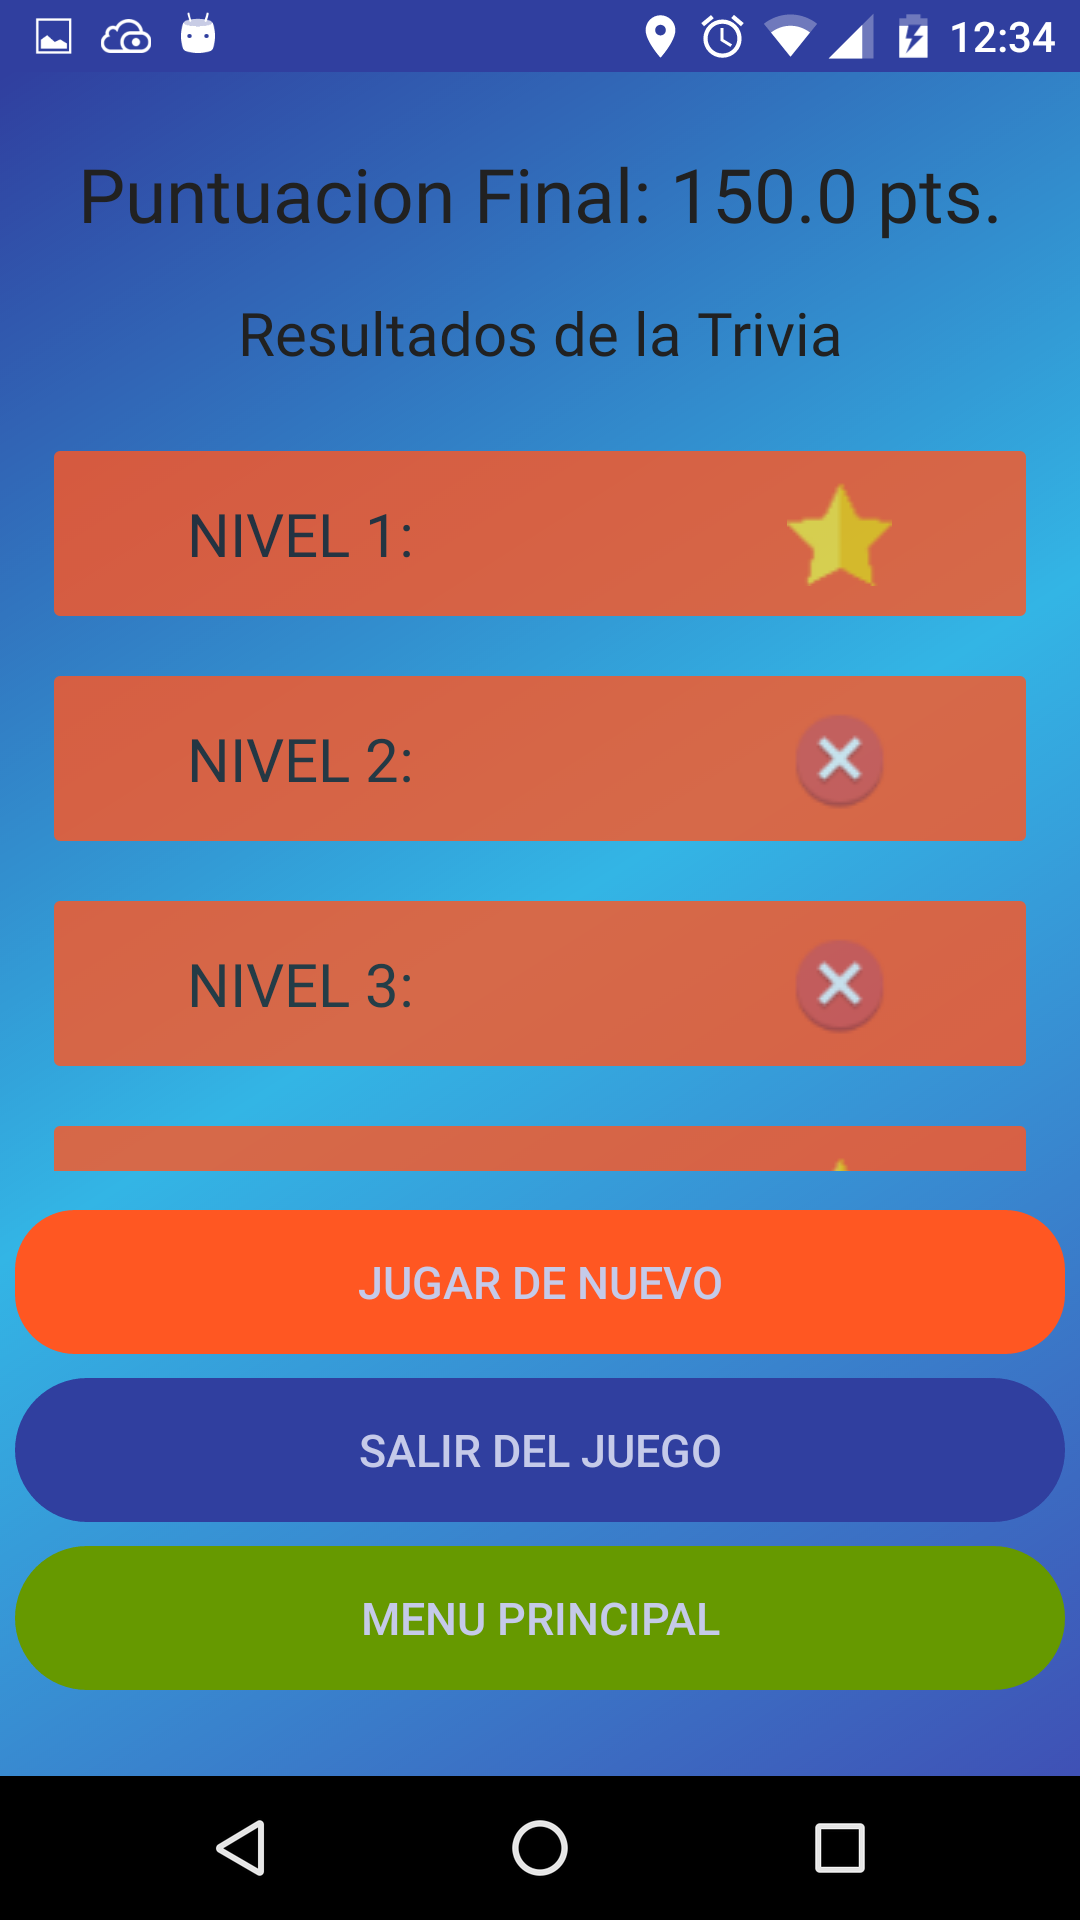 12:34
Puntuacion Final: 150.0 pts.
Resultados de la Trivia
NIVEL 1:
NIVEL 2:
NIVEL 3:
JUGAR DE NUEVO
SALIR DEL JUEGO
MENU PRINCIPAL